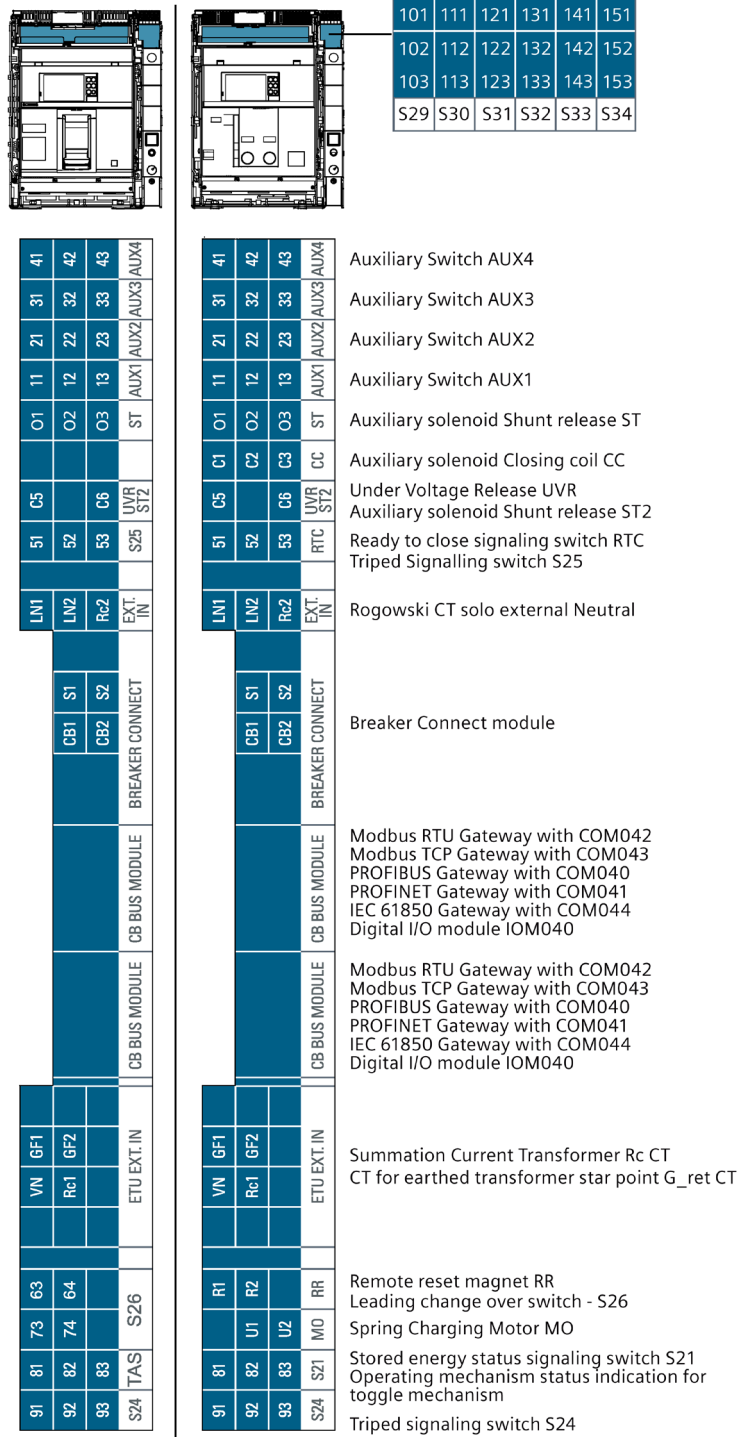 101 111 121 131 141 151
102 112 122 132 142 152
103 113 123 133 143 153
S29 S30 S31 S32 S33 S34
41 42 43 AUX4 41 42 43 AUX4 Auxiliary Switch AUX4
31 32 33 AUX3 31 32 33 AUX3 Auxiliary Switch AUX3
21 22 23 AUX2 21 22 23 AUX2 Auxiliary Switch AUX2
11 12 13 AUX1 11 12 13 AUX1 Auxiliary Switch AUX1
O1 O2 O3 ST O1 O2 O3 ST Auxiliary solenoid Shunt release ST
C1 C2 C3 CC Auxiliary solenoid Closing coil CC
C5 C6 UVR ST2 C5 C6 UVR ST2 Under Voltage Release UVR
Auxiliary solenoid Shunt release ST2
51 52 53 S25 51 52 53 RTC Ready to close signaling switch RTC
Triped Signalling switch S25
LN1 LN2 Rc2 EXT. IN LN1 LN2 Rc2 EXT. IN Rogowski CT solo external Neutral
S1 S2 S1 S2
CB1 CB2 BREAKER CONNECT CB1 CB2 BREAKER CONNECT Breaker Connect module
CB BUS MODULE CB BUS MODULE
Modbus RTU Gateway with COM042
Modbus TCP Gateway with COM043
PROFIBUS Gateway with COM040
PROFINET Gateway with COM041
IEC 61850 Gateway with COM044
Digital I/O module IOM040
CB BUS MODULE CB BUS MODULE
Modbus RTU Gateway with COM042
Modbus TCP Gateway with COM043
PROFIBUS Gateway with COM040
PROFINET Gateway with COM041
IEC 61850 Gateway with COM044
Digital I/O module IOM040
GF1 GF2 ETU EXT. IN GF1 GF2 ETU EXT. IN Summation Current Transformer Rc CT
VN Rc1 VN Rc1 CT for earthed transformer star point G_ret CT
63 64 S26 R1 R2 RR Remote reset magnet RR
Leading change over switch - S26
73 74 U1 U2 MO Spring Charging Motor MO
81 82 83 TAS 81 82 83 S21 Stored energy status signaling switch S21
Operating mechanism status indication for
toggle mechanism
91 92 93 S24 91 92 93 S24 Triped signaling switch S24